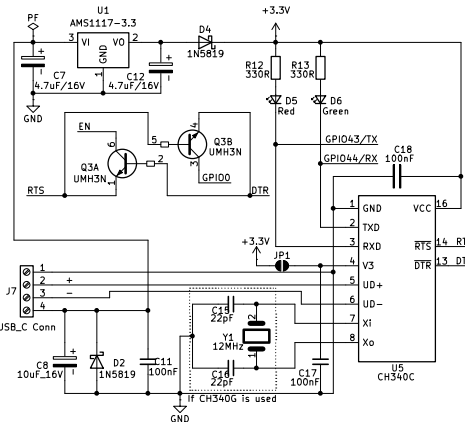 PF
U1
AMS1117-3.3
3 VI VO 2
GND
1
D4
1N5819
+3.3V
C7
4.7uF/16V
C12
4.7uF/16V
GND
R12
330R
R13
330R
D5
Red
D6
Green
EN
6
5
2
1
Q3A
UMH3N
4
3
Q3B
UMH3N
GPIO0
RTS
DTR
GPIO43/TX
GPIO44/RX
C18
100nF
1 GND
2 TXD
3 RXD
4 V3
5 UD+
6 UD-
7 Xi
8 Xo
VCC 16
RTS 14
DTR 13
U5
CH340C
+3.3V
JP1
J7
1
2 +
3 -
4
USB_C Conn
C8
10uF_16V
D2
1N5819
C11
100nF
C15
22pF
Y1
12MHz
2
1
C16
22pF
C17
100nF
If CH340G is used
GND